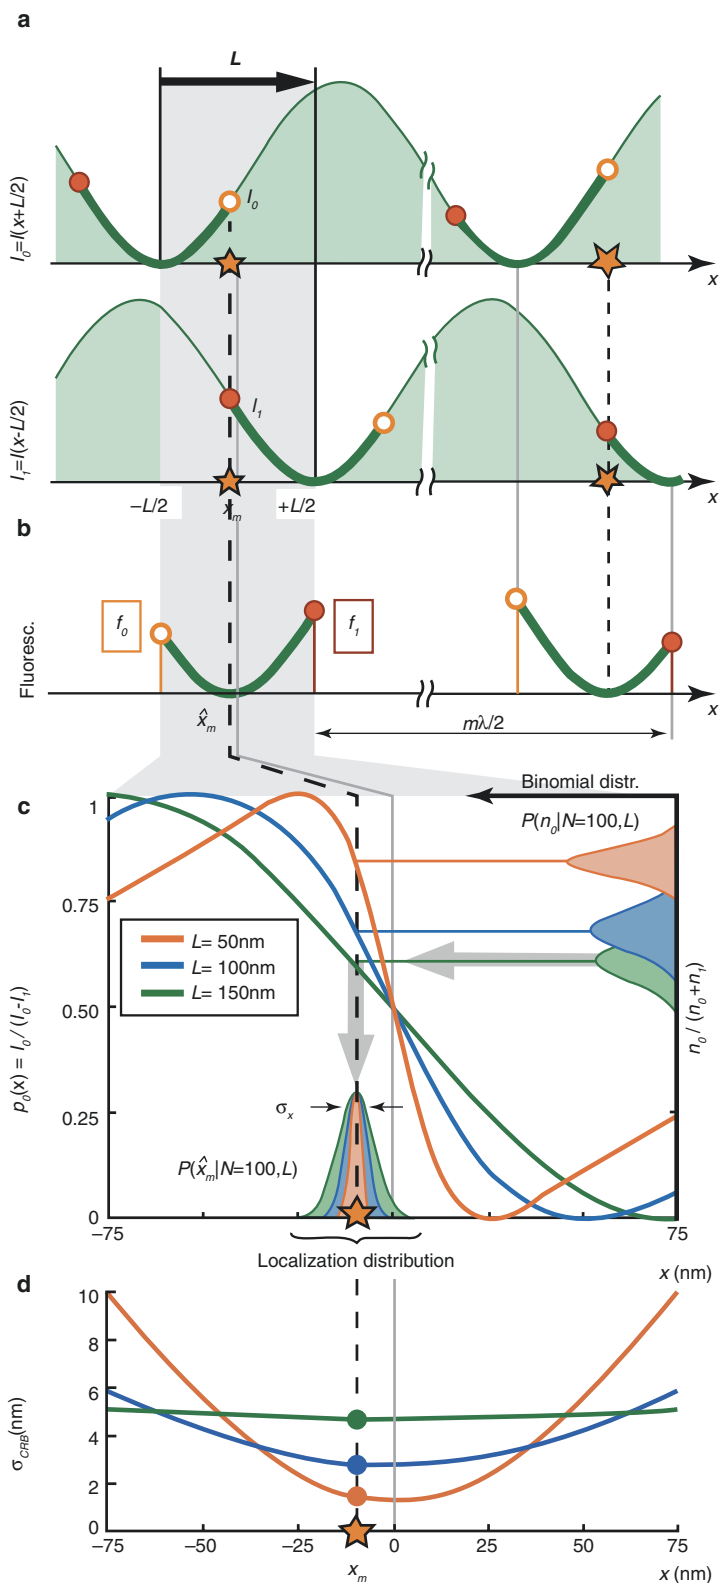 a
L
I₀=I(x+L/2)
I₀
x
I₁=I(x-L/2)
I₁
x
–L/2
xₘ
+L/2
b
Fluoresc.
f₀
f₁
x
x̂ₘ
mλ/2
c
Binomial distr.
P(n₀|N=100,L)
1
0.75
0.50
0.25
0
p₀(x) = I₀/ (I₀-I₁)
L= 50nm
L= 100nm
L= 150nm
n₀ / (n₀+n₁)
σₓ
P(x̂ₘ|N=100,L)
–75
75
Localization distribution
x (nm)
d
10
8
6
4
2
0
σCRB(nm)
–75
–50
–25
0
25
50
75
xₘ
x (nm)